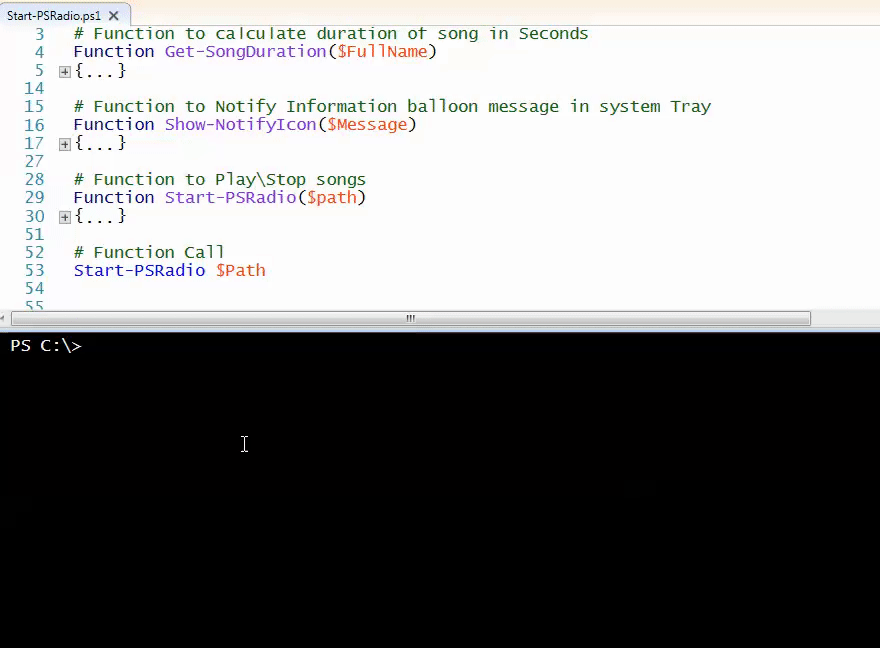 Start-PSRadio.ps1
3 # Function to calculate duration of song in Seconds
4 Function Get-SongDuration($FullName)
5 {...}
14
15 # Function to Notify Information balloon message in system Tray
16 Function Show-NotifyIcon($Message)
17 {...}
27
28 # Function to Play\Stop songs
29 Function Start-PSRadio($path)
30 {...}
51
52 # Function Call
53 Start-PSRadio $Path
54
55
PS C:\>